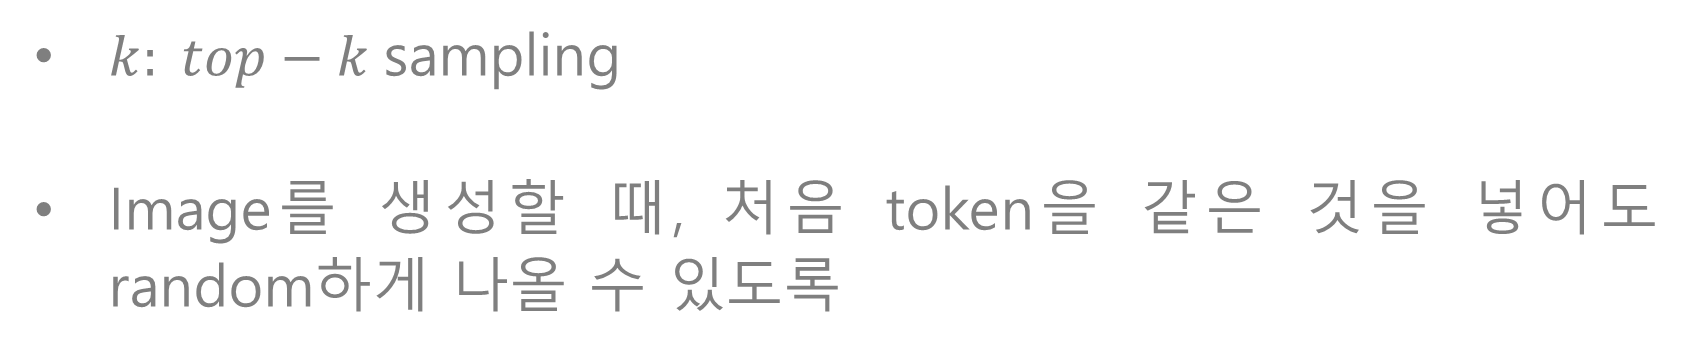 • k: top − k sampling
• Image를 생성할 때, 처음 token을 같은 것을 넣어도
random하게 나올 수 있도록